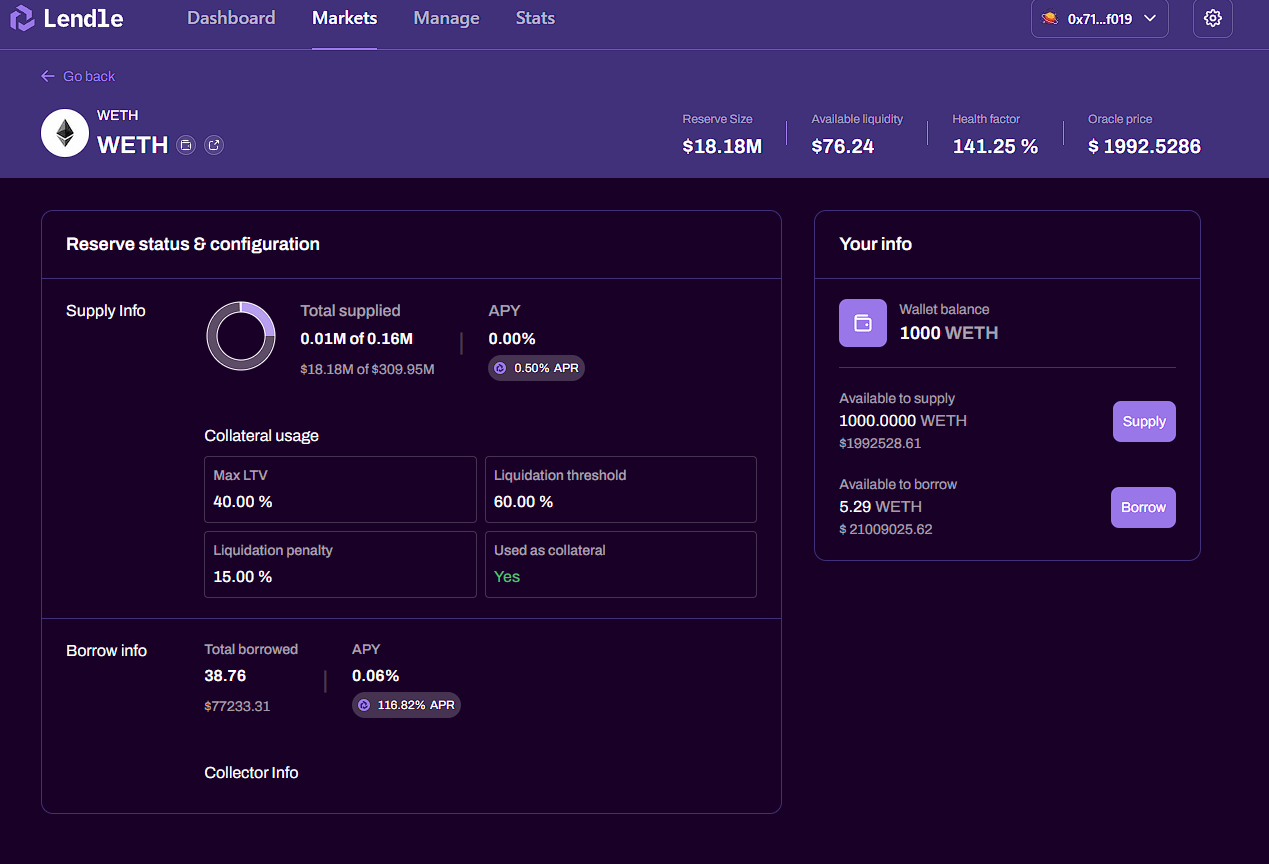 Lendle
Dashboard
Markets
Manage
Stats
0x71...f019
Go back
WETH
WETH
Reserve Size
$18.18M
Available liquidity
$76.24
Health factor
141.25 %
Oracle price
$ 1992.5286
Reserve status & configuration
Supply Info
Total supplied
0.01M of 0.16M
$18.18M of $309.95M
APY
0.00%
0.50% APR
Collateral usage
Max LTV
40.00 %
Liquidation threshold
60.00 %
Liquidation penalty
15.00 %
Used as collateral
Yes
Borrow info
Total borrowed
38.76
$77233.31
APY
0.06%
116.82% APR
Collector Info
Your info
Wallet balance
1000 WETH
Available to supply
1000.0000 WETH
$1992528.61
Supply
Available to borrow
5.29 WETH
$ 21009025.62
Borrow